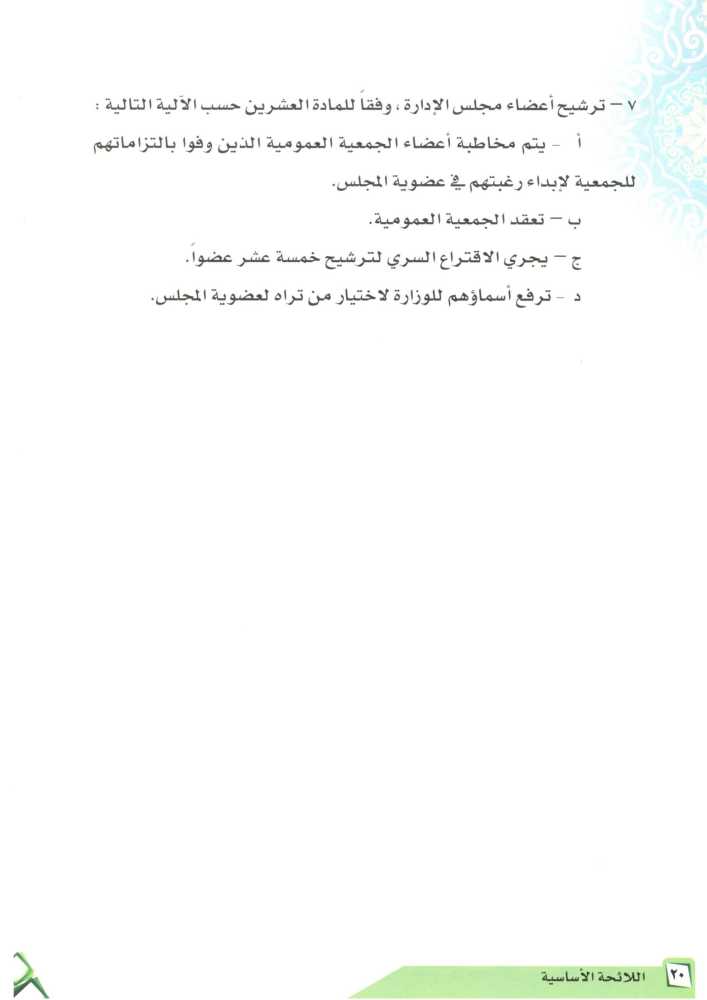 ٧ – ترشيح أعضاء مجلس الإدارة ، وفقاً للمادة العشرين حسب الآلية التالية :
أ – يتم مخاطبة أعضاء الجمعية العمومية الذين وفوا بالتزاماتهم
للجمعية لإبداء رغبتهم في عضوية المجلس.
ب – تعقد الجمعية العمومية.
ج – يجري الاقتراع السري لترشيح خمسة عشر عضواً.
د – ترفع أسماؤهم للوزارة لاختيار من تراه لعضوية المجلس.
٢٠ اللائحة الأساسية